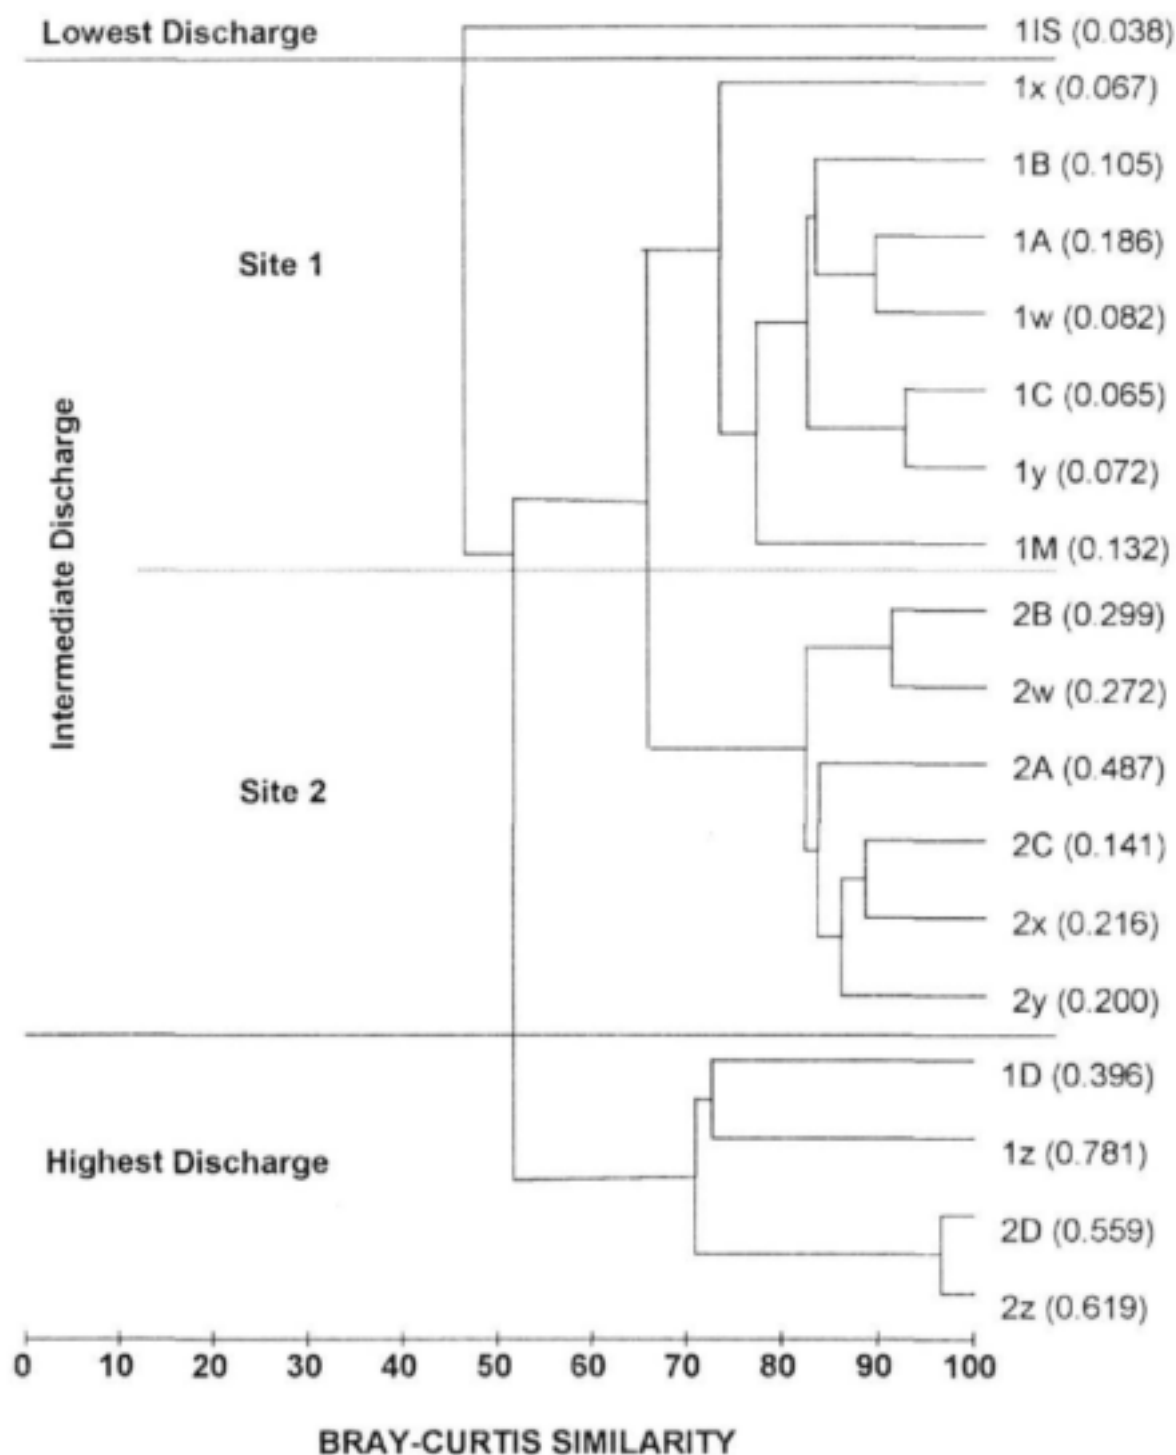 Lowest Discharge
1IS (0.038)
1x (0.067)
1B (0.105)
1A (0.186)
Site 1
1w (0.082)
1C (0.065)
1y (0.072)
1M (0.132)
Intermediate Discharge
2B (0.299)
2w (0.272)
2A (0.487)
Site 2
2C (0.141)
2x (0.216)
2y (0.200)
1D (0.396)
1z (0.781)
Highest Discharge
2D (0.559)
2z (0.619)
0 10 20 30 40 50 60 70 80 90 100
BRAY-CURTIS SIMILARITY